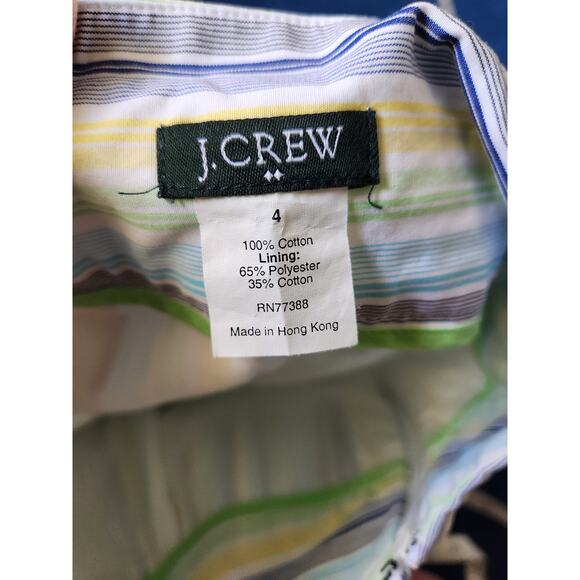 J.CREW
4
100% Cotton
Lining:
65% Polyester
35% Cotton
RN77388
Made in Hong Kong